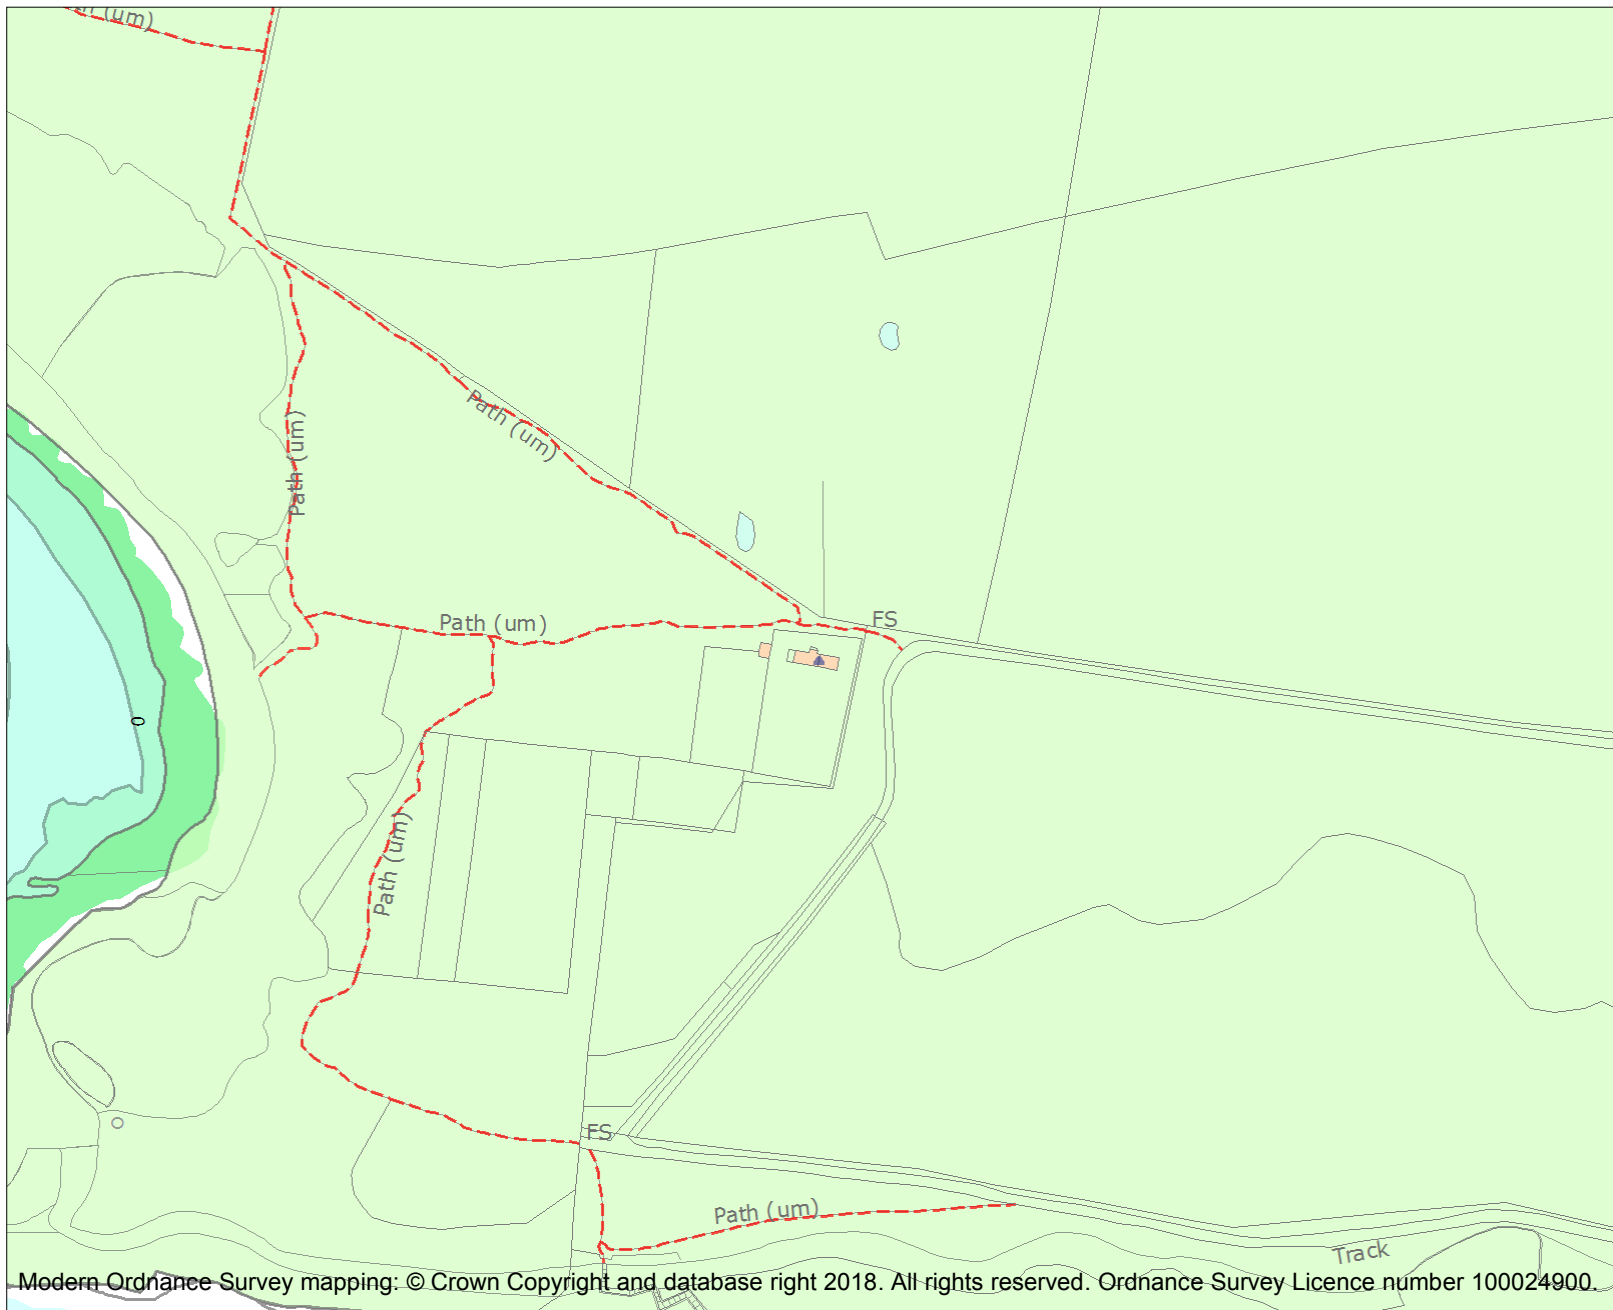 (um)
Path (um)
Path (um)
Path (um)
FS
0
Path (um)
FS
Path (um)
Track
Modern Ordnance Survey mapping: © Crown Copyright and database right 2018. All rights reserved. Ordnance Survey Licence number 100024900.